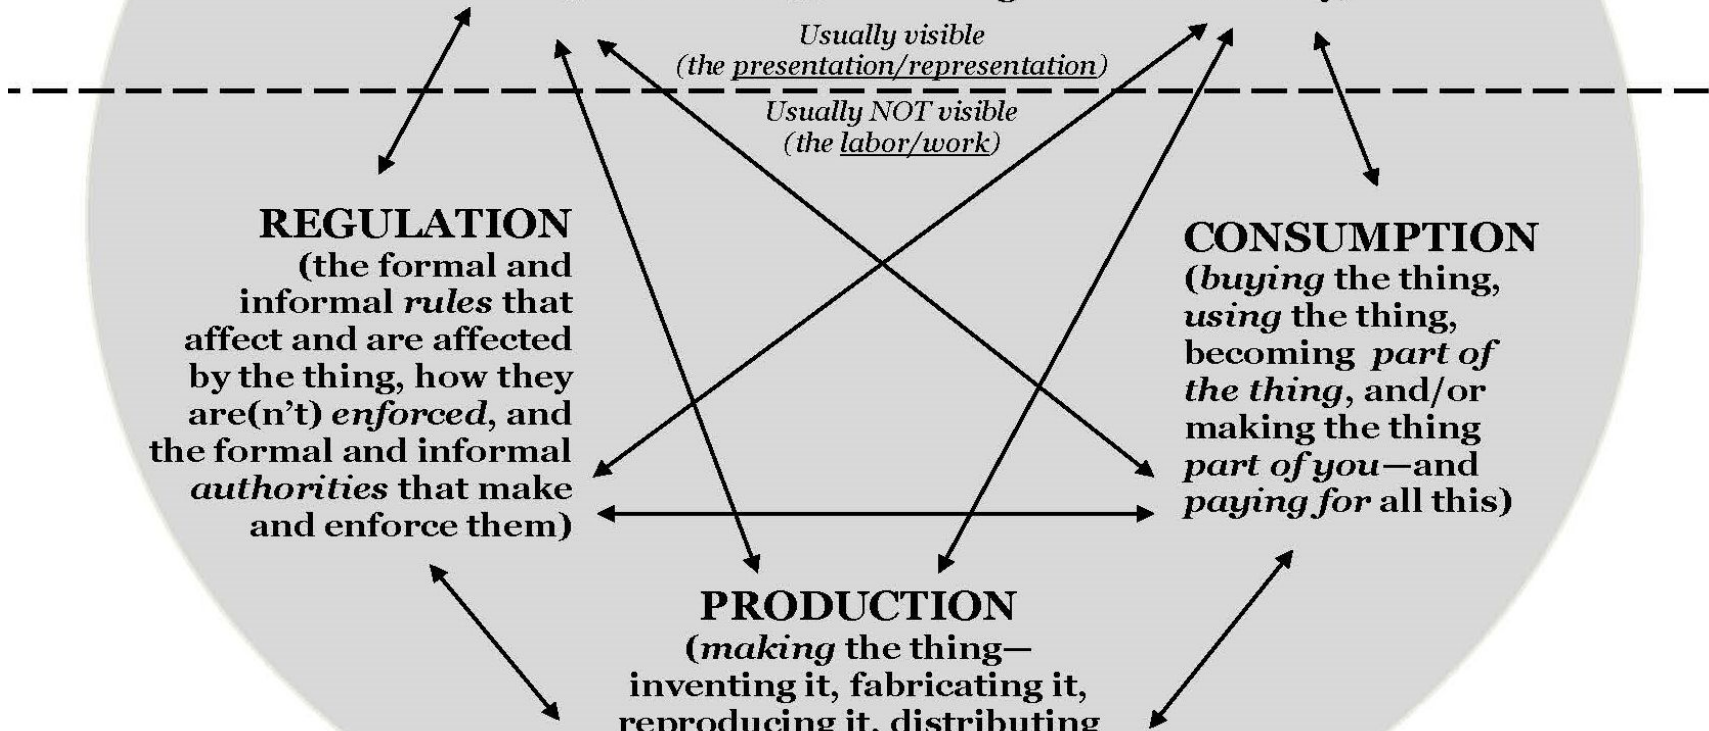 Usually visible
(the presentation/representation)
Usually NOT visible
(the labor/work)
REGULATION
(the formal and
informal rules that
affect and are affected
by the thing, how they
are(n’t) enforced, and
the formal and informal
authorities that make
and enforce them)
CONSUMPTION
(buying the thing,
using the thing,
becoming part of
the thing, and/or
making the thing
part of you—and
paying for all this)
PRODUCTION
(making the thing—
inventing it, fabricating it,
reproducing it, distributing